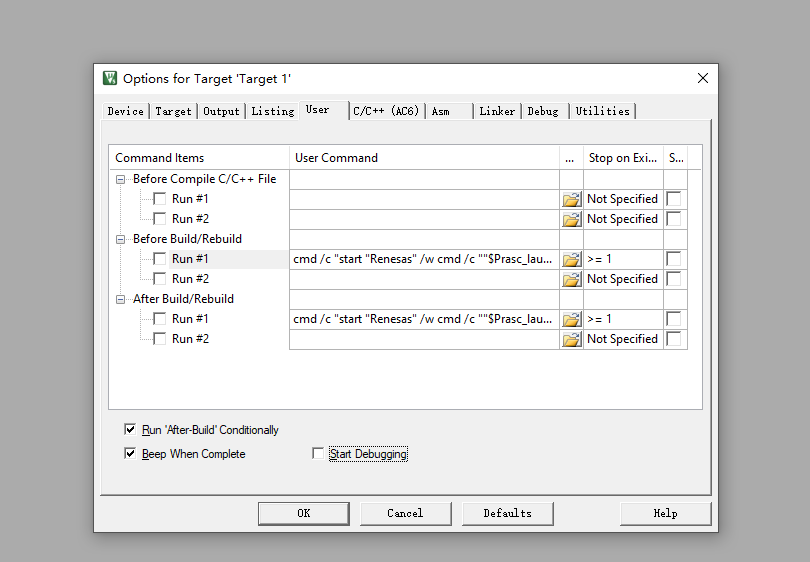 Options for Target 'Target 1'
Device Target Output Listing User C/C++ (AC6) Asm Linker Debug Utilities
Command Items User Command ... Stop on Exi... S...
Before Compile C/C++ File
Run #1 Not Specified
Run #2 Not Specified
Before Build/Rebuild
Run #1 cmd /c "start "Renesas" /w cmd /c ""$Prasc_lau... >= 1
Run #2 Not Specified
After Build/Rebuild
Run #1 cmd /c "start "Renesas" /w cmd /c ""$Prasc_lau... >= 1
Run #2 Not Specified
Run 'After-Build' Conditionally
Beep When Complete Start Debugging
OK Cancel Defaults Help